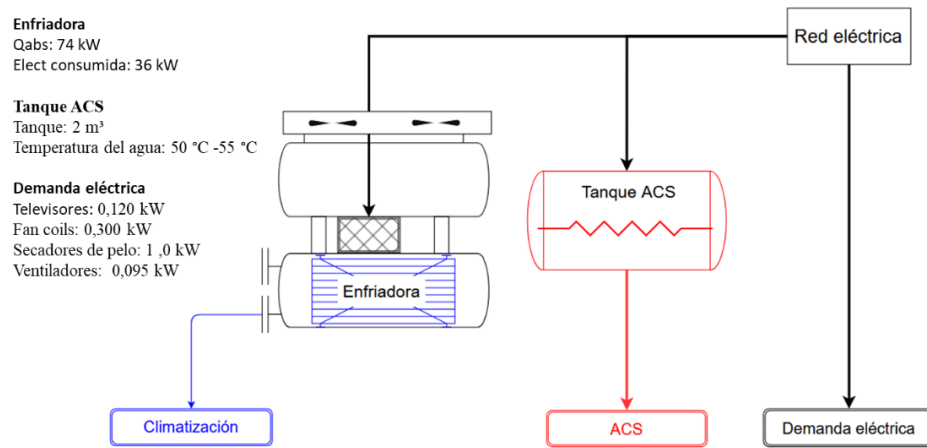 Enfriadora
Qabs: 74 kW
Elect consumida: 36 kW
Tanque ACS
Tanque: 2 m³
Temperatura del agua: 50 °C -55 °C
Demanda eléctrica
Televisores: 0,120 kW
Fan coils: 0,300 kW
Secadores de pelo: 1 ,0 kW
Ventiladores: 0,095 kW
Red eléctrica
Tanque ACS
Enfriadora
Climatización
ACS
Demanda eléctrica